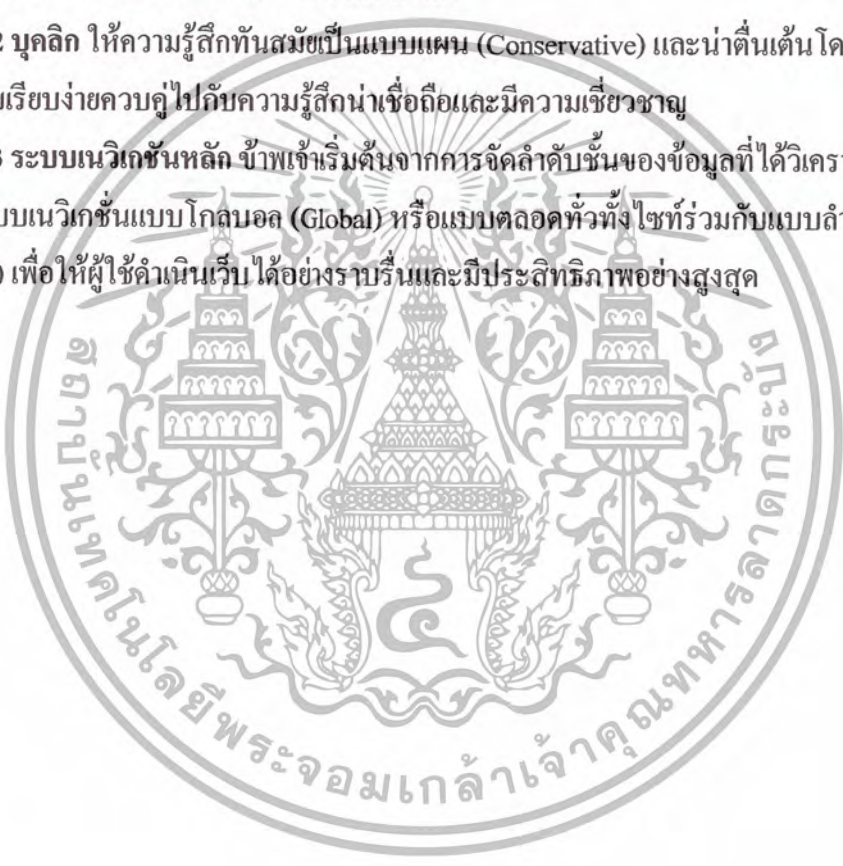 2 บุคลิก ให้ความรู้สึกทันสมัยเป็นแบบแผน (Conservative) และน่าตื่นเต้น โด
เรียบง่ายควบคู่ไปกับความรู้สึกน่าเชื่อถือและมีความเชี่ยวชาญ
ระบบเนวิเกชันหลัก ข้าพเจ้าเริ่มต้นจากการจัดลำดับชั้นของข้อมูลที่ได้วิเครา
บบเนวิเกชั่นแบบโกลบอล (Global) หรือแบบตลอดทั่วทั้งไซท์ร่วมกับแบบลำ
) เพื่อให้ผู้ใช้ดำเนินเว็บได้อย่างราบรื่นและมีประสิทธิภาพอย่างสูงสุด
สถาบันเทคโนโลยีพระจอมเกล้าเจ้าคุณทหารลาดกระบัง